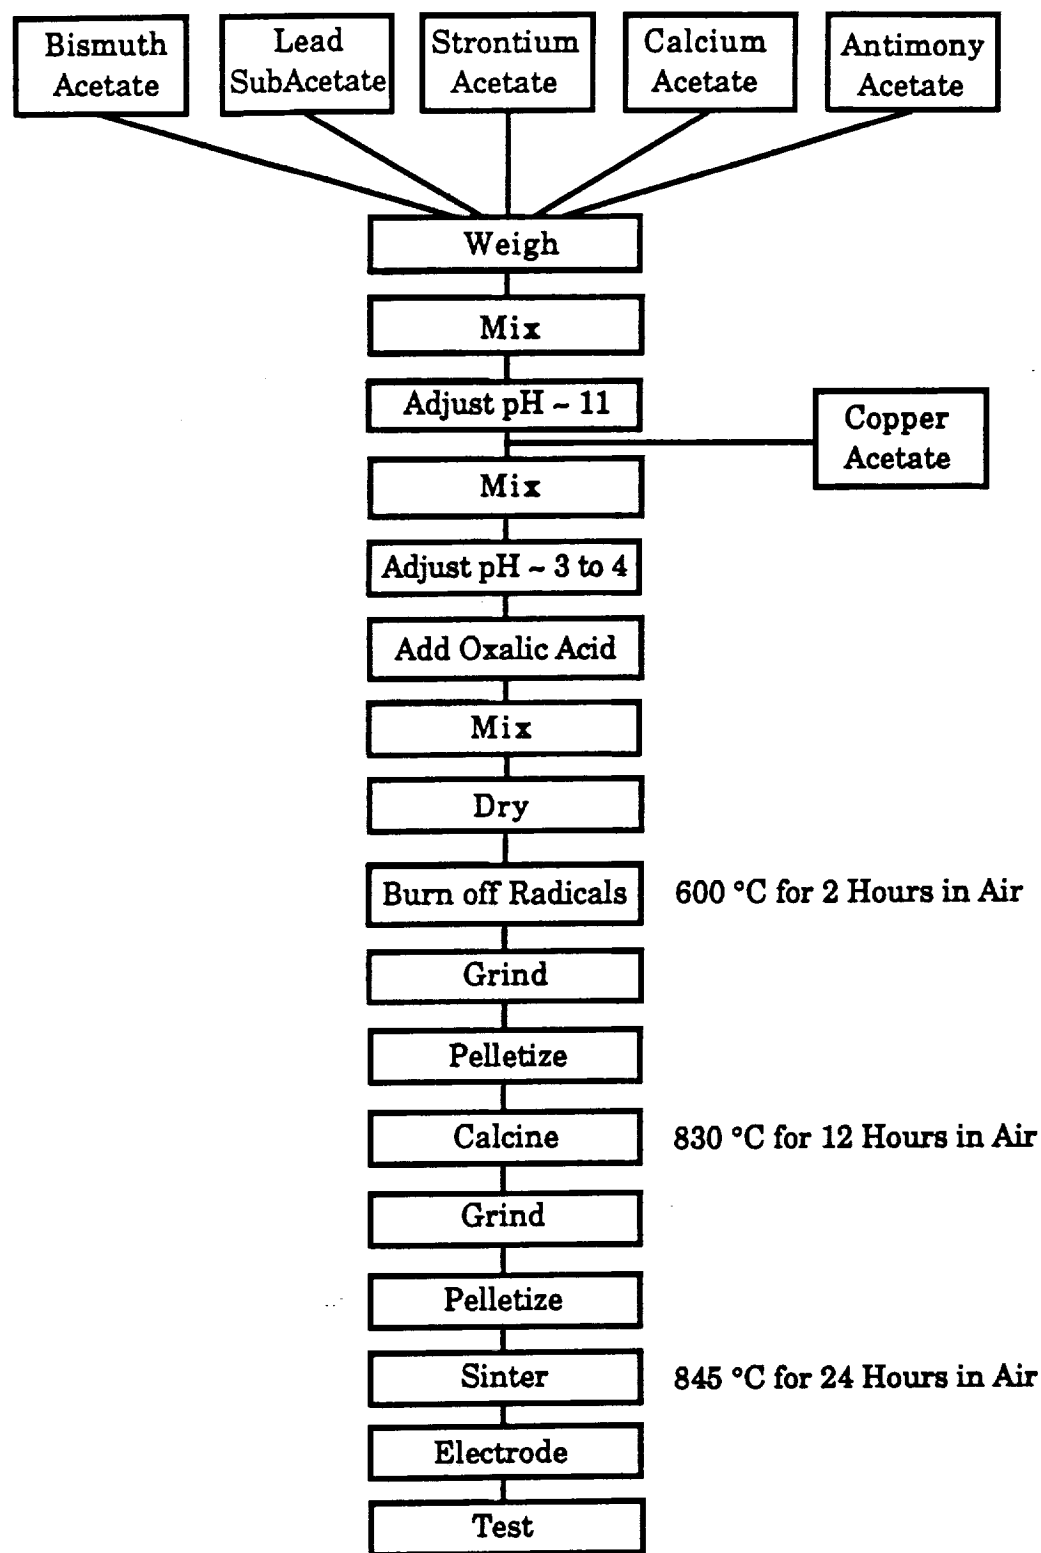 Bismuth
Acetate
Lead
SubAcetate
Strontium
Acetate
Calcium
Acetate
Antimony
Acetate
Weigh
Mix
Adjust pH ~ 11
Copper
Acetate
Mix
Adjust pH ~ 3 to 4
Add Oxalic Acid
Mix
Dry
Burn off Radicals
600 °C for 2 Hours in Air
Grind
Pelletize
Calcine
830 °C for 12 Hours in Air
Grind
Pelletize
Sinter
845 °C for 24 Hours in Air
Electrode
Test